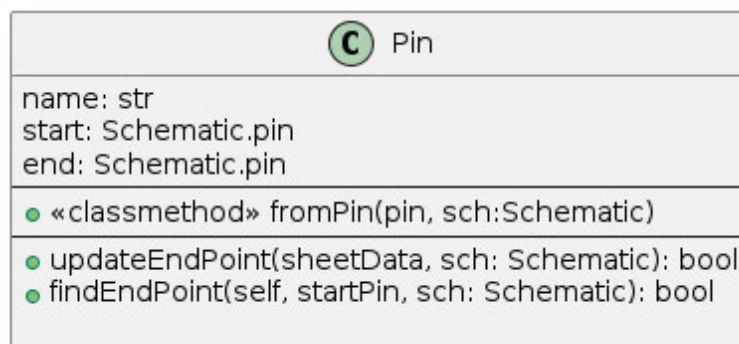 C Pin
name: str
start: Schematic.pin
end: Schematic.pin
«classmethod» fromPin(pin, sch:Schematic)
updateEndPoint(sheetData, sch: Schematic): bool
findEndPoint(self, startPin, sch: Schematic): bool